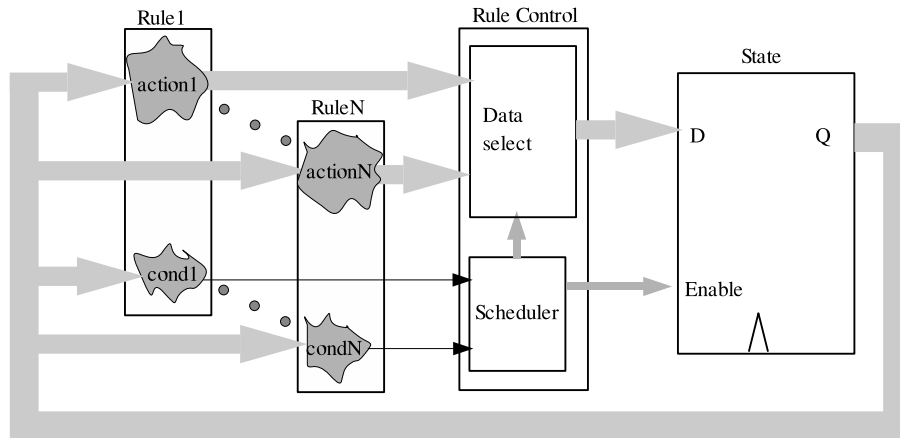 Rule1
Rule Control
State
action1
RuleN
Data
select
D
Q
actionN
cond1
Enable
Scheduler
condN